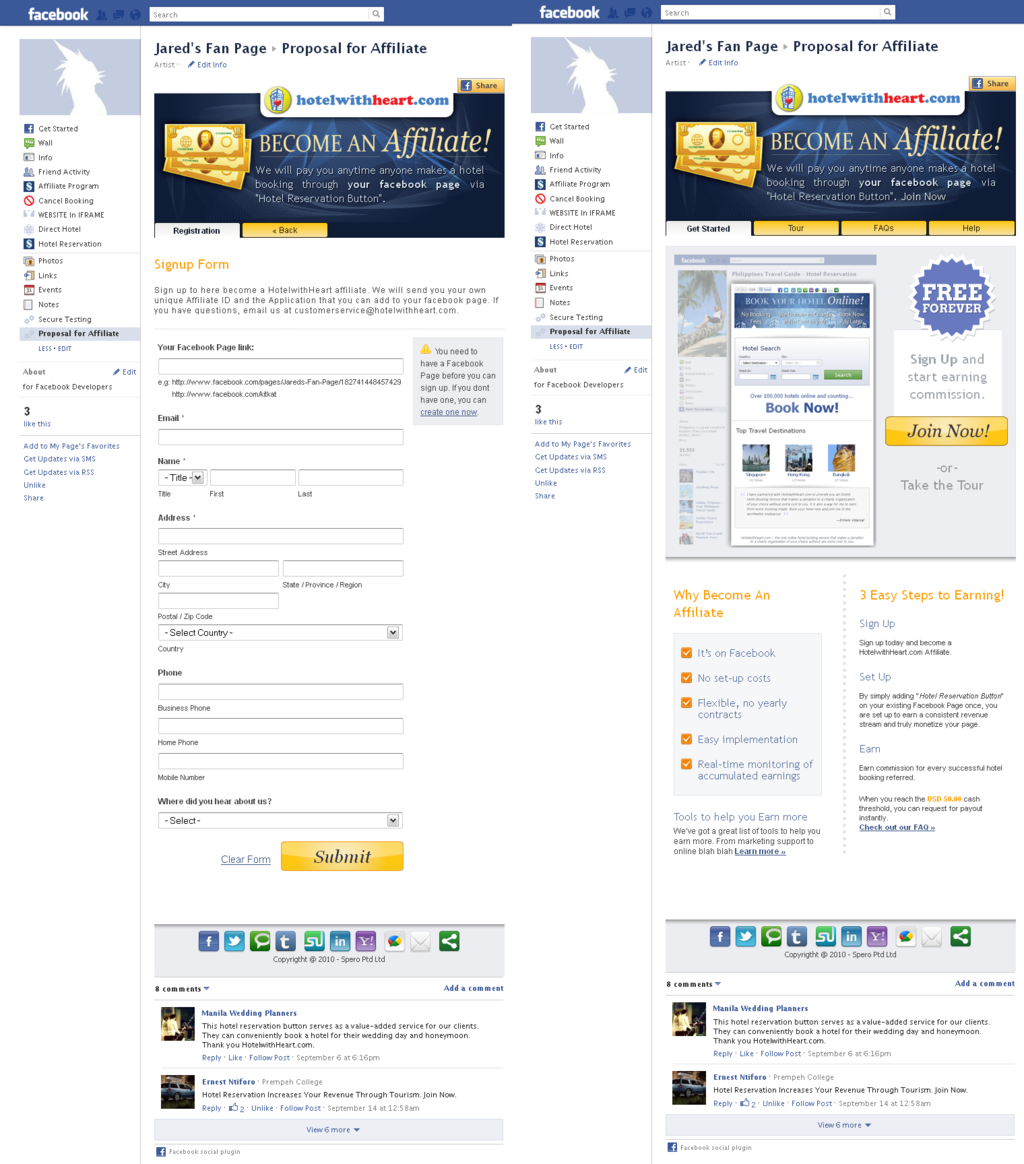 facebook
Search
Jared's Fan Page ▸ Proposal for Affiliate
Artist · Edit Info
Share
hotelwithheart.com
BECOME AN Affiliate!
We will pay you anytime anyone makes a hotel
booking through your facebook page via
"Hotel Reservation Button".
Registration
« Back
Get Started
Wall
Info
Friend Activity
Affiliate Program
Cancel Booking
WEBSITE In IFRAME
Direct Hotel
Hotel Reservation
Photos
Links
Events
Notes
Secure Testing
Proposal for Affiliate
LESS • EDIT
About
Edit
for Facebook Developers
3
like this
Add to My Page's Favorites
Get Updates via SMS
Get Updates via RSS
Unlike
Share
Signup Form
Sign up to here become a HotelwithHeart affiliate. We will send you your own
unique Affiliate ID and the Application that you can add to your facebook page. If
you have questions, email us at customerservice@hotelwithheart.com.
Your Facebook Page link:
e.g: http://www.facebook.com/pages/Jareds-Fan-Page/182741448457429
http://www.facebook.com/kitkat
You need to
have a Facebook
Page before you can
sign up. If you dont
have one, you can
create one now.
Email *
Name *
- Title -
Title First Last
Address *
Street Address
City State / Province / Region
Postal / Zip Code
- Select Country -
Country
Phone
Business Phone
Home Phone
Mobile Number
Where did you hear about us?
- Select -
Clear Form
Submit
Copyrigtht @ 2010 - Spero Ptd Ltd
8 comments
Add a comment
Manila Wedding Planners
This hotel reservation button serves as a value-added service for our clients.
They can conveniently book a hotel for their wedding day and honeymoon.
Thank you HotelwithHeart.com.
Reply · Like · Follow Post · September 6 at 6:16pm
Ernest Ntiforo · Prempeh College
Hotel Reservation Increases Your Revenue Through Tourism. Join Now.
Reply · 2 · Unlike · Follow Post · September 14 at 12:58am
View 6 more
Facebook social plugin
facebook
Search
Jared's Fan Page ▸ Proposal for Affiliate
Artist · Edit Info
Share
hotelwithheart.com
BECOME AN Affiliate!
We will pay you anytime anyone makes a hotel
booking through your facebook page via
"Hotel Reservation Button". Join Now
Get Started
Tour
FAQs
Help
Get Started
Wall
Info
Friend Activity
Affiliate Program
Cancel Booking
WEBSITE In IFRAME
Direct Hotel
Hotel Reservation
Photos
Links
Events
Notes
Secure Testing
Proposal for Affiliate
LESS • EDIT
About
Edit
for Facebook Developers
3
like this
Add to My Page's Favorites
Get Updates via SMS
Get Updates via RSS
Unlike
Share
facebook
Philippines Travel Guide · Hotel Reservation
BOOK YOUR HOTEL Online!
Hotel Search
Search
Over 100,000 hotels online and counting...
Book Now!
Top Travel Destinations
Singapore
Hong Kong
Bangkok
FREE
FOREVER
Sign Up and
start earning
commission.
Join Now!
-or-
Take the Tour
Why Become An
Affiliate
It's on Facebook
No set-up costs
Flexible, no yearly
contracts
Easy implementation
Real-time monitoring of
accumulated earnings
Tools to help you Earn more
We've got a great list of tools to help you
earn more. From marketing support to
online blah blah Learn more »
3 Easy Steps to Earning!
Sign Up
Sign up today and become a
HotelwithHeart.com Affiliate.
Set Up
By simply adding "Hotel Reservation Button"
on your existing Facebook Page once, you
are set up to earn a consistent revenue
stream and truly monetize your page.
Earn
Earn commission for every successful hotel
booking referred.
When you reach the USD 50.00 cash
threshold, you can request for payout
instantly.
Check out our FAQ »
Copyrigtht @ 2010 - Spero Ptd Ltd
8 comments
Add a comment
Manila Wedding Planners
This hotel reservation button serves as a value-added service for our clients.
They can conveniently book a hotel for their wedding day and honeymoon.
Thank you HotelwithHeart.com.
Reply · Like · Follow Post · September 6 at 6:16pm
Ernest Ntiforo · Prempeh College
Hotel Reservation Increases Your Revenue Through Tourism. Join Now.
Reply · 2 · Unlike · Follow Post · September 14 at 12:58am
View 6 more
Facebook social plugin